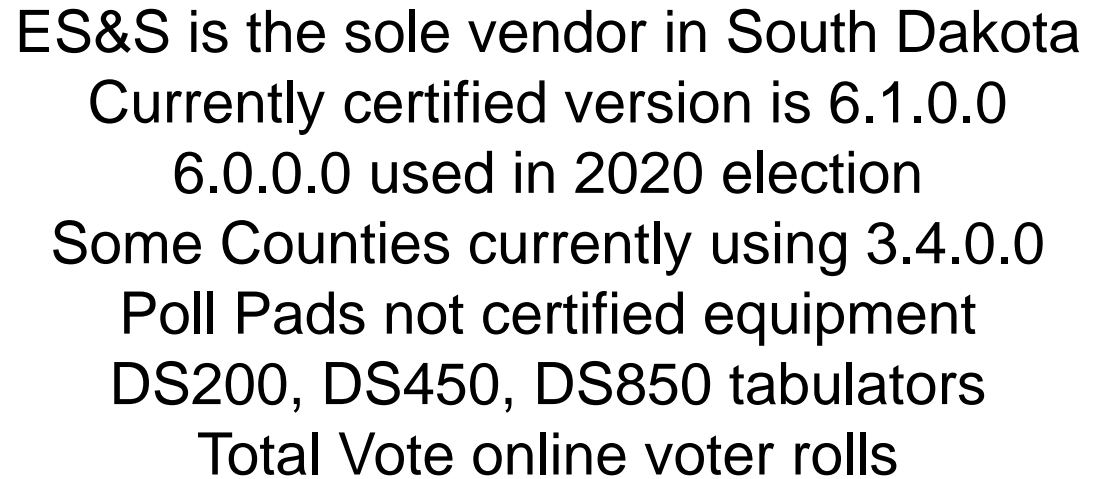 ES&S is the sole vendor in South Dakota
Currently certified version is 6.1.0.0
6.0.0.0 used in 2020 election
Some Counties currently using 3.4.0.0
Poll Pads not certified equipment
DS200, DS450, DS850 tabulators
Total Vote online voter rolls